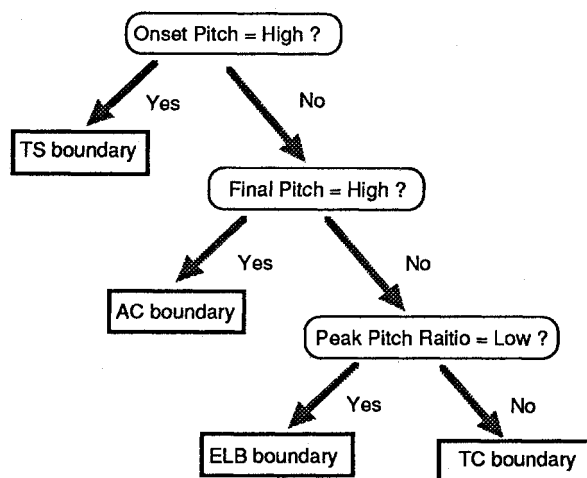 Onset Pitch = High ?
Yes
No
TS boundary
Final Pitch = High ?
Yes
No
AC boundary
Peak Pitch Raitio = Low ?
Yes
No
ELB boundary
TC boundary